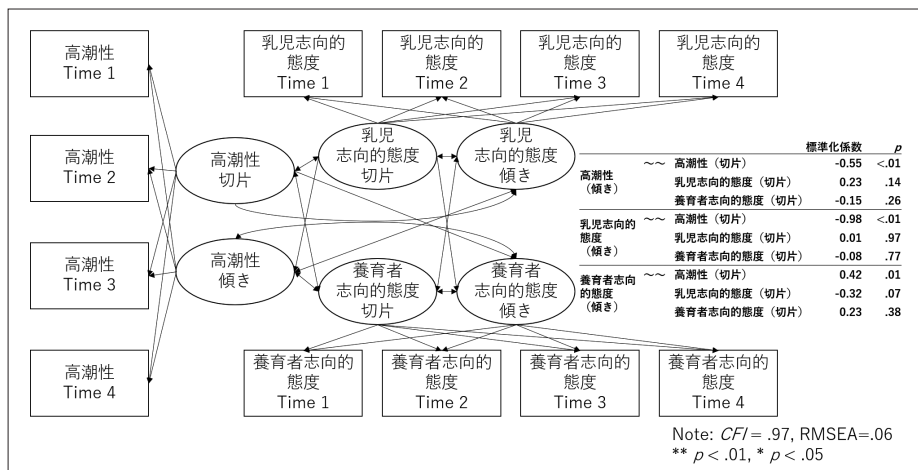 高潮性
Time 1
高潮性
Time 2
高潮性
Time 3
高潮性
Time 4
乳児志向的
態度
Time 1
乳児志向的
態度
Time 2
乳児志向的
態度
Time 3
乳児志向的
態度
Time 4
高潮性
切片
乳児
志向的態度
切片
乳児
志向的態度
傾き
高潮性
傾き
養育者
志向的態度
切片
養育者
志向的態度
傾き
養育者志向的
態度
Time 1
養育者志向的
態度
Time 2
養育者志向的
態度
Time 3
養育者志向的
態度
Time 4
標準化係数 p
高潮性
（傾き）
~~ 高潮性（切片） -0.55 <.01
乳児志向的態度（切片） 0.23 .14
養育者志向的態度（切片） -0.15 .26
乳児志向的
態度
（傾き）
~~ 高潮性（切片） -0.98 <.01
乳児志向的態度（切片） 0.01 .97
養育者志向的態度（切片） -0.08 .77
養育者志向
的態度
（傾き）
~~ 高潮性（切片） 0.42 .01
乳児志向的態度（切片） -0.32 .07
養育者志向的態度（切片） 0.23 .38
Note: CFI = .97, RMSEA=.06
** p < .01, * p < .05